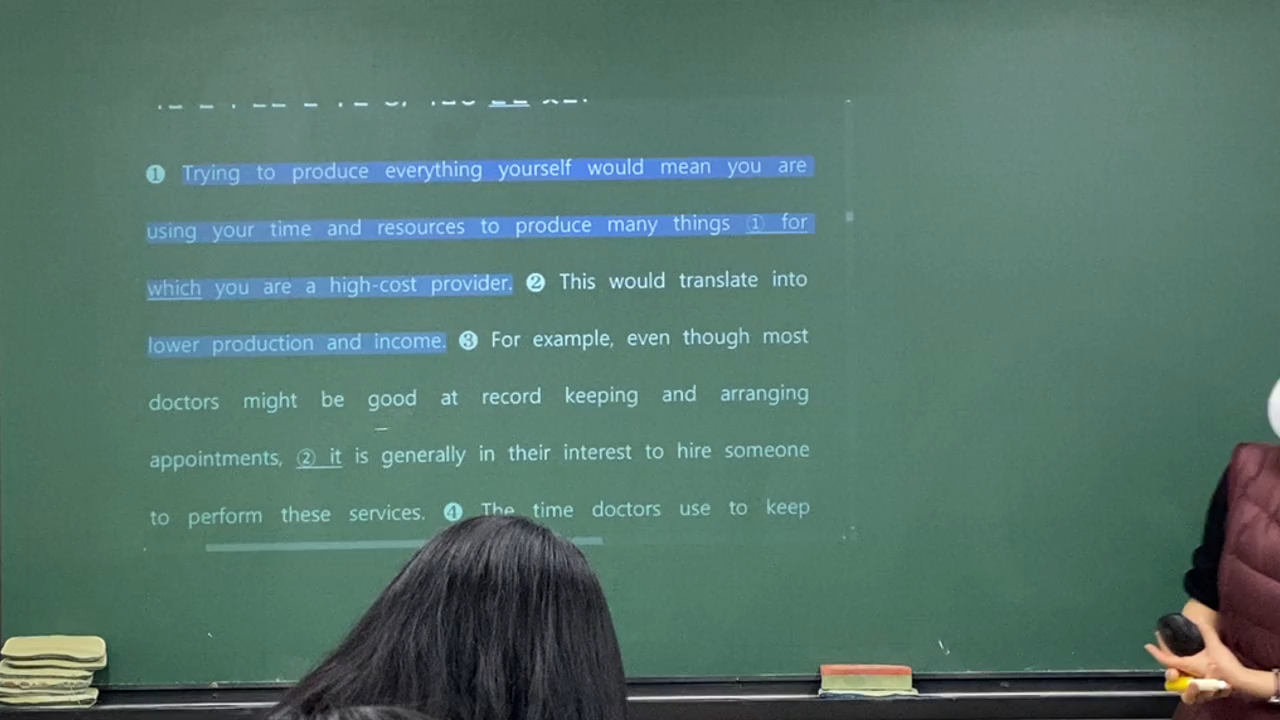 ❶ Trying to produce everything yourself would mean you are
using your time and resources to produce many things ① for
which you are a high-cost provider. ❷ This would translate into
lower production and income. ❸ For example, even though most
doctors might be good at record keeping and arranging
appointments, ② it is generally in their interest to hire someone
to perform these services. ❹ The time doctors use to keep